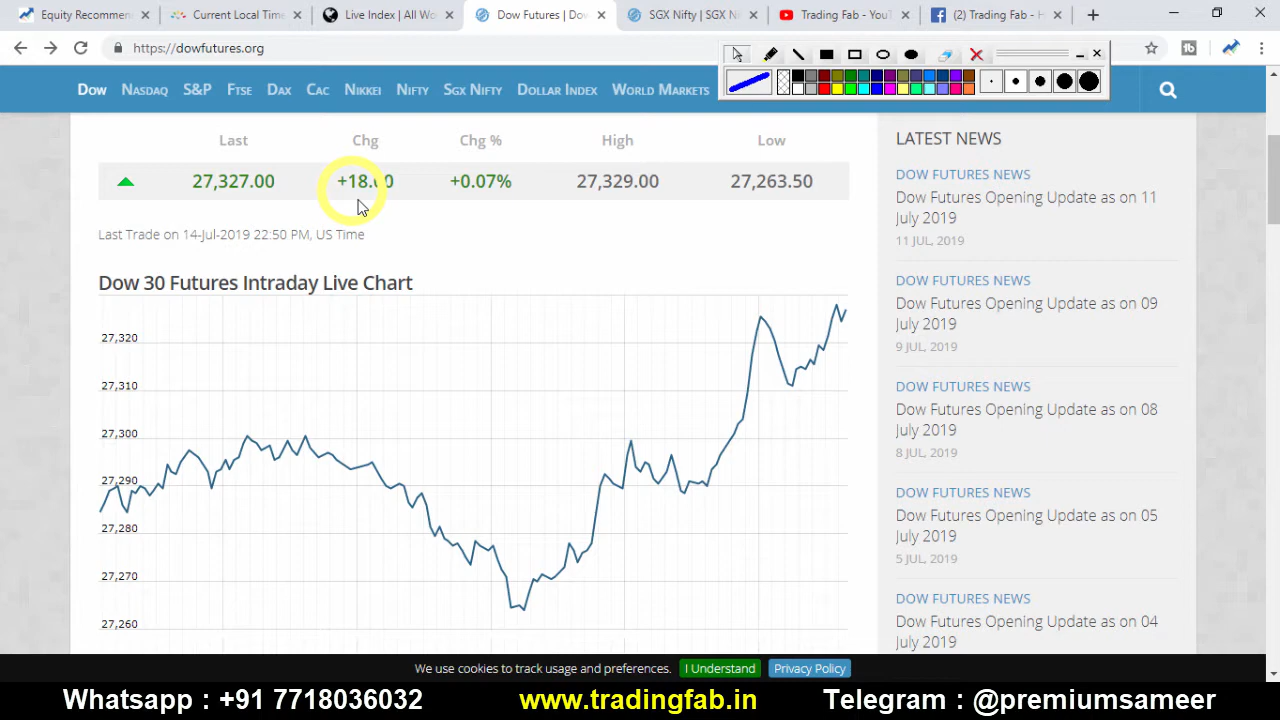 Equity Recommen
Current Local Time
Live Index | All Wo
Dow Futures | Dow
SGX Nifty | SGX N
Trading Fab - YouT
(2) Trading Fab - H
https://dowfutures.org
Dow Nasdaq S&P Ftse Dax Cac Nikkei Nifty Sgx Nifty Dollar Index World Markets
Last Chg Chg % High Low
27,327.00 +18.00 +0.07% 27,329.00 27,263.50
Last Trade on 14-Jul-2019 22:50 PM, US Time
Dow 30 Futures Intraday Live Chart
27,320
27,310
27,300
27,290
27,280
27,270
27,260
LATEST NEWS
DOW FUTURES NEWS
Dow Futures Opening Update as on 11
July 2019
11 JUL, 2019
DOW FUTURES NEWS
Dow Futures Opening Update as on 09
July 2019
9 JUL, 2019
DOW FUTURES NEWS
Dow Futures Opening Update as on 08
July 2019
8 JUL, 2019
DOW FUTURES NEWS
Dow Futures Opening Update as on 05
July 2019
5 JUL, 2019
DOW FUTURES NEWS
Dow Futures Opening Update as on 04
July 2019
We use cookies to track usage and preferences. I Understand Privacy Policy
Whatsapp : +91 7718036032 www.tradingfab.in Telegram : @premiumsameer